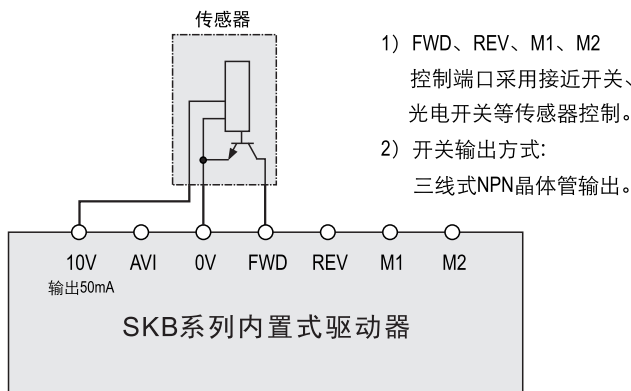 传感器
1）FWD、REV、M1、M2
控制端口采用接近开关、
光电开关等传感器控制。
2）开关输出方式:
三线式NPN晶体管输出。
10V AVI 0V FWD REV M1 M2
输出50mA
SKB系列内置式驱动器